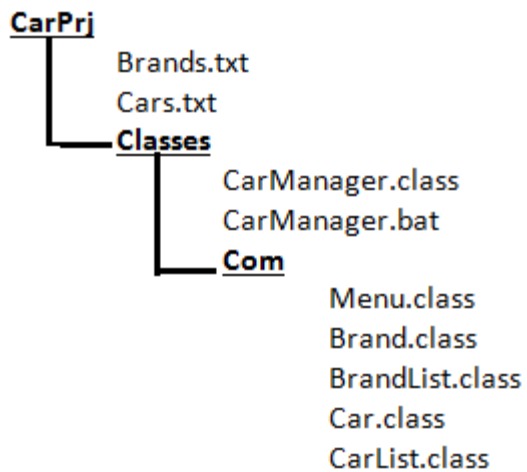 CarPrj
Brands.txt
Cars.txt
Classes
CarManager.class
CarManager.bat
Com
Menu.class
Brand.class
BrandList.class
Car.class
CarList.class